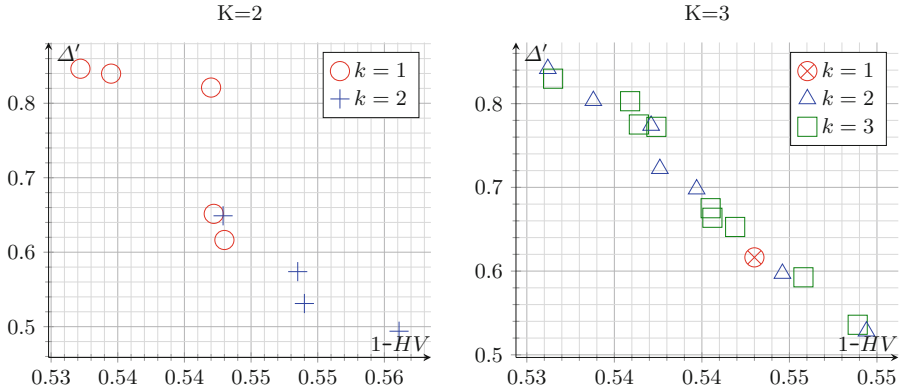 K=2
Δ′
k = 1
k = 2
0.8
0.7
0.6
0.5
1-HV
0.53 0.54 0.54 0.55 0.55 0.56
K=3
Δ′
k = 1
k = 2
k = 3
0.8
0.7
0.6
0.5
1-HV
0.53 0.54 0.54 0.55 0.55